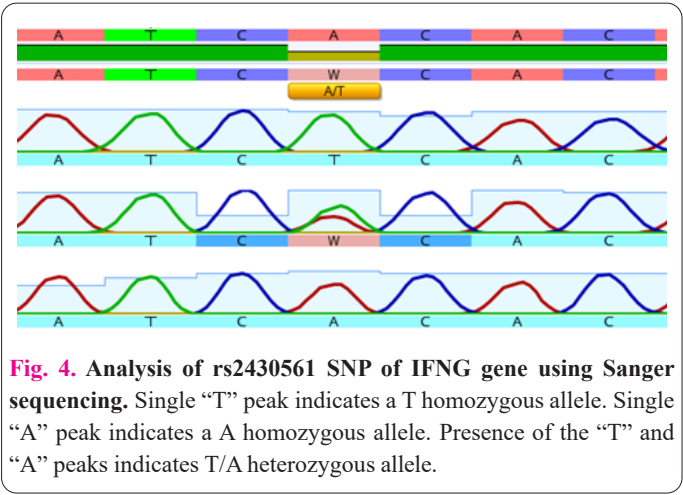 A T C A C A C
A T C W C A C
A/T
A T C T C A C
A T C W C A C
A T C A C A C
Fig. 4. Analysis of rs2430561 SNP of IFNG gene using Sanger
sequencing. Single “T” peak indicates a T homozygous allele. Single
“A” peak indicates a A homozygous allele. Presence of the “T” and
“A” peaks indicates T/A heterozygous allele.